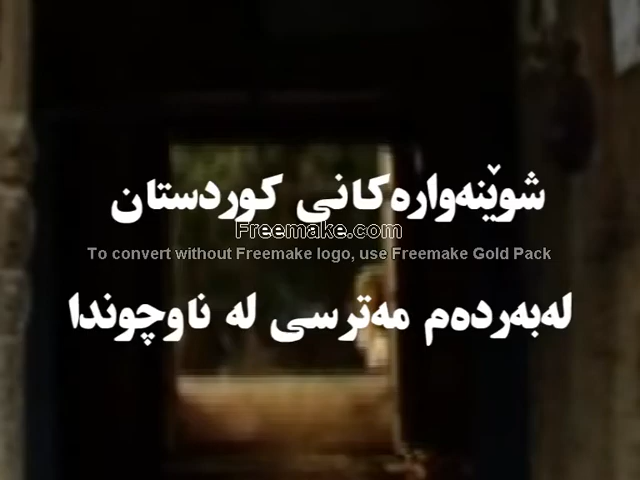 شوێنەوارەکانی کوردستان
Freemake.com
To convert without Freemake logo, use Freemake Gold Pack
لەبەردەم مەترسی لە ناوچوندا